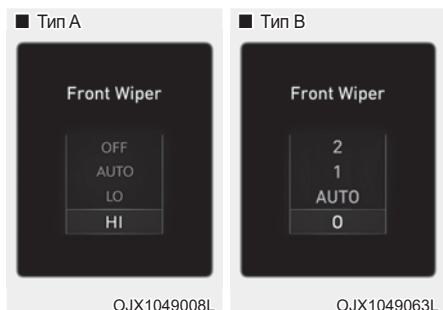 ■ Тип A
Front Wiper
OFF
AUTO
LO
HI
OJX1049008L
■ Тип B
Front Wiper
2
1
AUTO
0
OJX1049063L